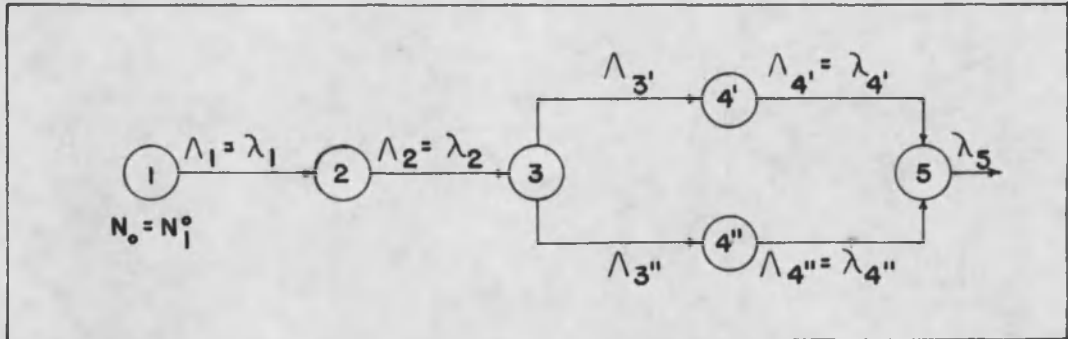 Λ₃' Λ₄' = λ₄'
4'
Λ₁ = λ₁ Λ₂ = λ₂ λ₅
1 2 3 5
N₀ = N₁°
4"
Λ₃" Λ₄" = λ₄"